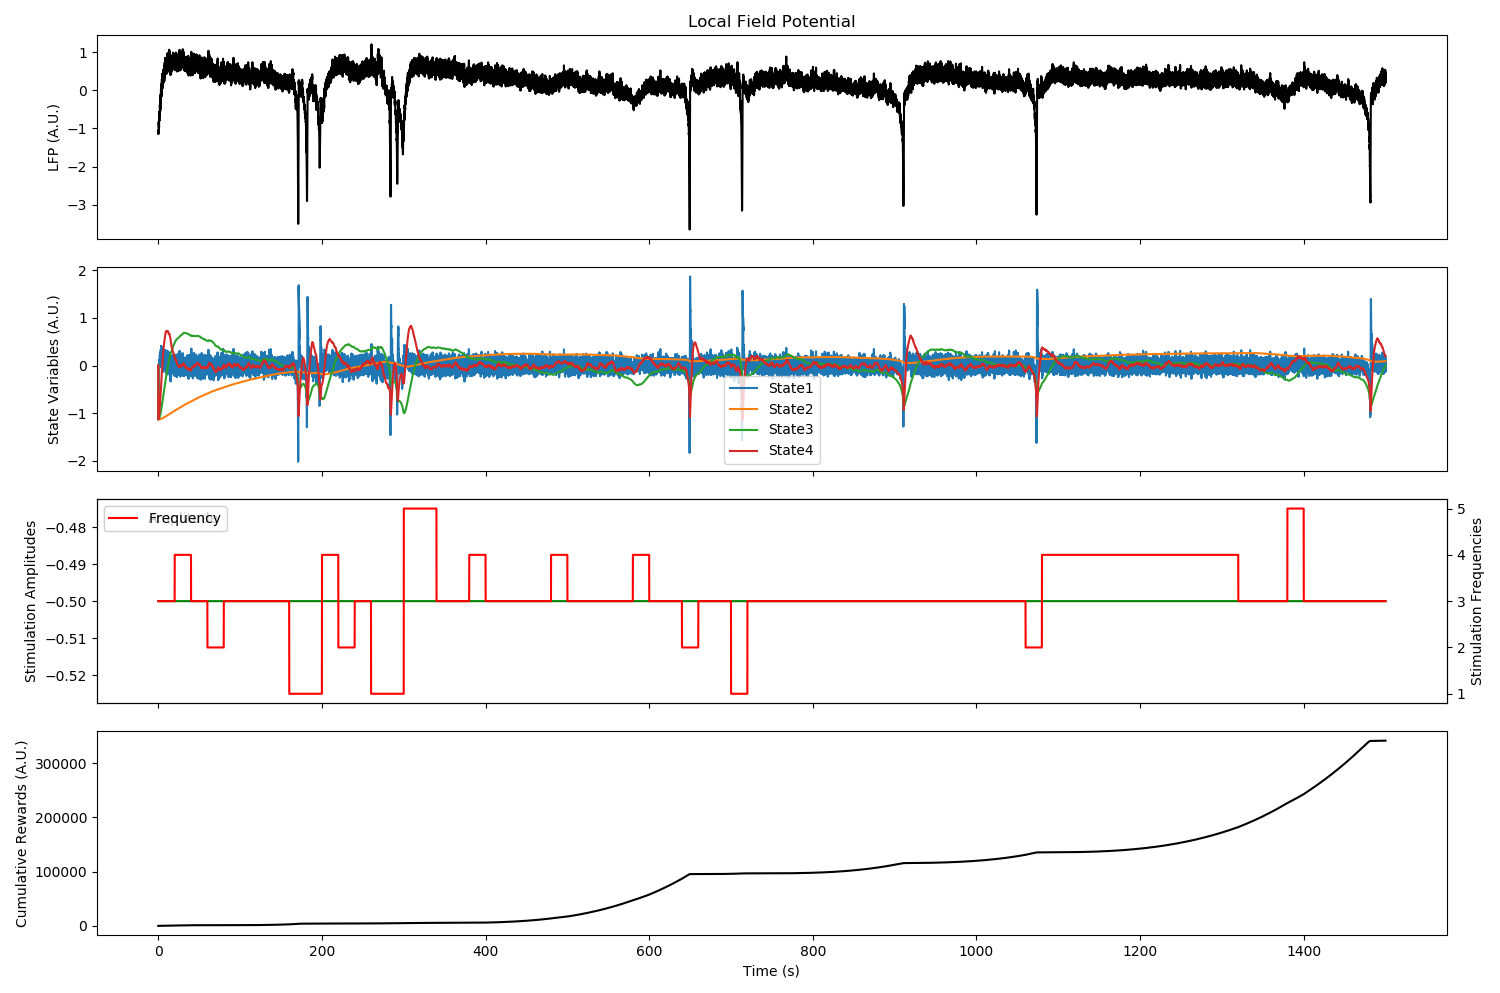 Local Field Potential
LFP (A.U.)
1
0
−1
−2
−3
State Variables (A.U.)
2
1
0
−1
−2
State1
State2
State3
State4
Stimulation Amplitudes
−0.48
−0.49
−0.50
−0.51
−0.52
Frequency
5
4
3
2
1
Stimulation Frequencies
Cumulative Rewards (A.U.)
300000
200000
100000
0
0 200 400 600 800 1000 1200 1400
Time (s)